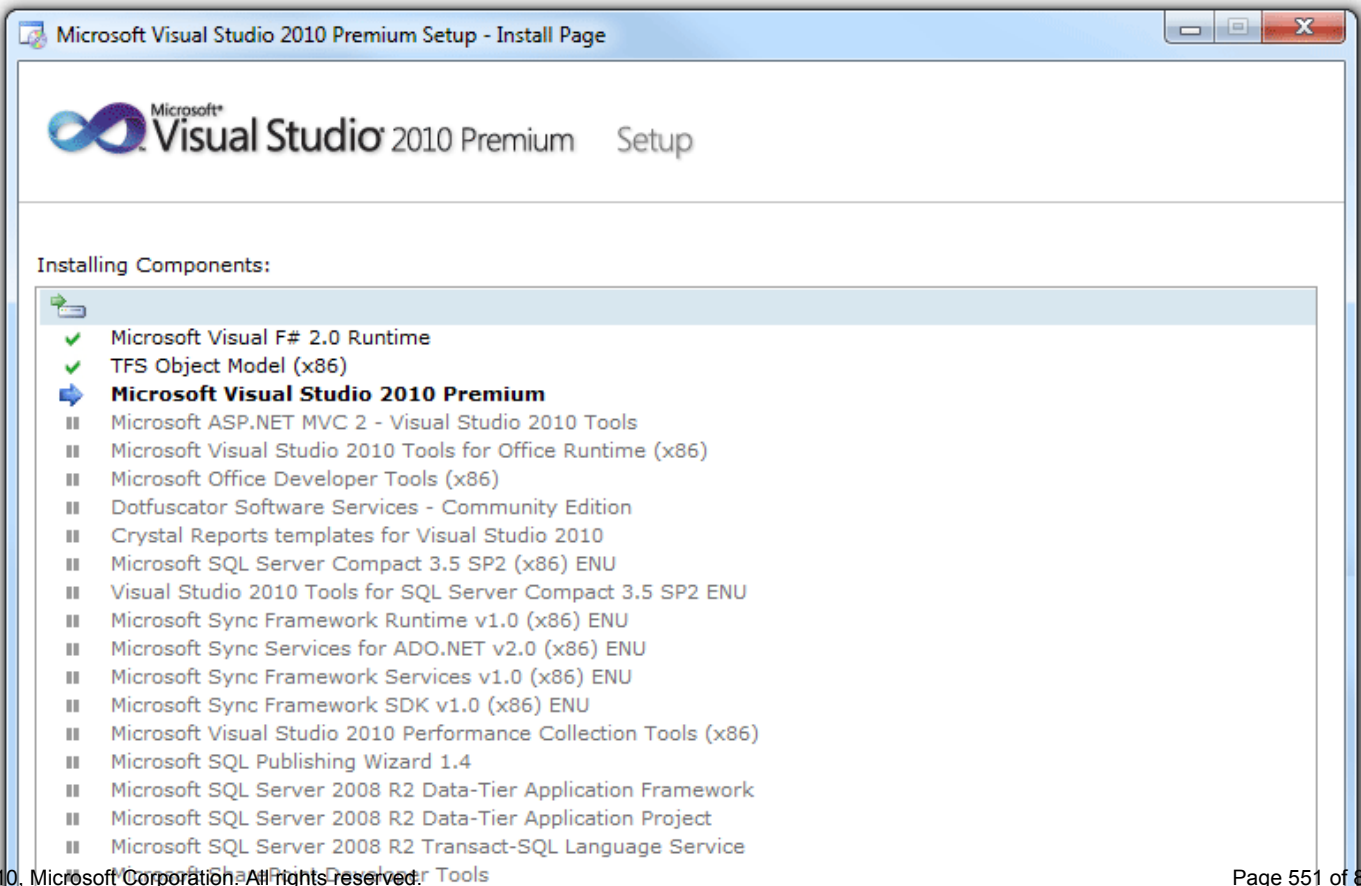 Microsoft Visual Studio 2010 Premium Setup - Install Page
Microsoft®
Visual Studio® 2010 Premium Setup
Installing Components:
Microsoft Visual F# 2.0 Runtime
TFS Object Model (x86)
Microsoft Visual Studio 2010 Premium
Microsoft ASP.NET MVC 2 - Visual Studio 2010 Tools
Microsoft Visual Studio 2010 Tools for Office Runtime (x86)
Microsoft Office Developer Tools (x86)
Dotfuscator Software Services - Community Edition
Crystal Reports templates for Visual Studio 2010
Microsoft SQL Server Compact 3.5 SP2 (x86) ENU
Visual Studio 2010 Tools for SQL Server Compact 3.5 SP2 ENU
Microsoft Sync Framework Runtime v1.0 (x86) ENU
Microsoft Sync Services for ADO.NET v2.0 (x86) ENU
Microsoft Sync Framework Services v1.0 (x86) ENU
Microsoft Sync Framework SDK v1.0 (x86) ENU
Microsoft Visual Studio 2010 Performance Collection Tools (x86)
Microsoft SQL Publishing Wizard 1.4
Microsoft SQL Server 2008 R2 Data-Tier Application Framework
Microsoft SQL Server 2008 R2 Data-Tier Application Project
Microsoft SQL Server 2008 R2 Transact-SQL Language Service
Microsoft SharePoint Developer Tools
10, Microsoft Corporation. All rights reserved. Page 551 of 8